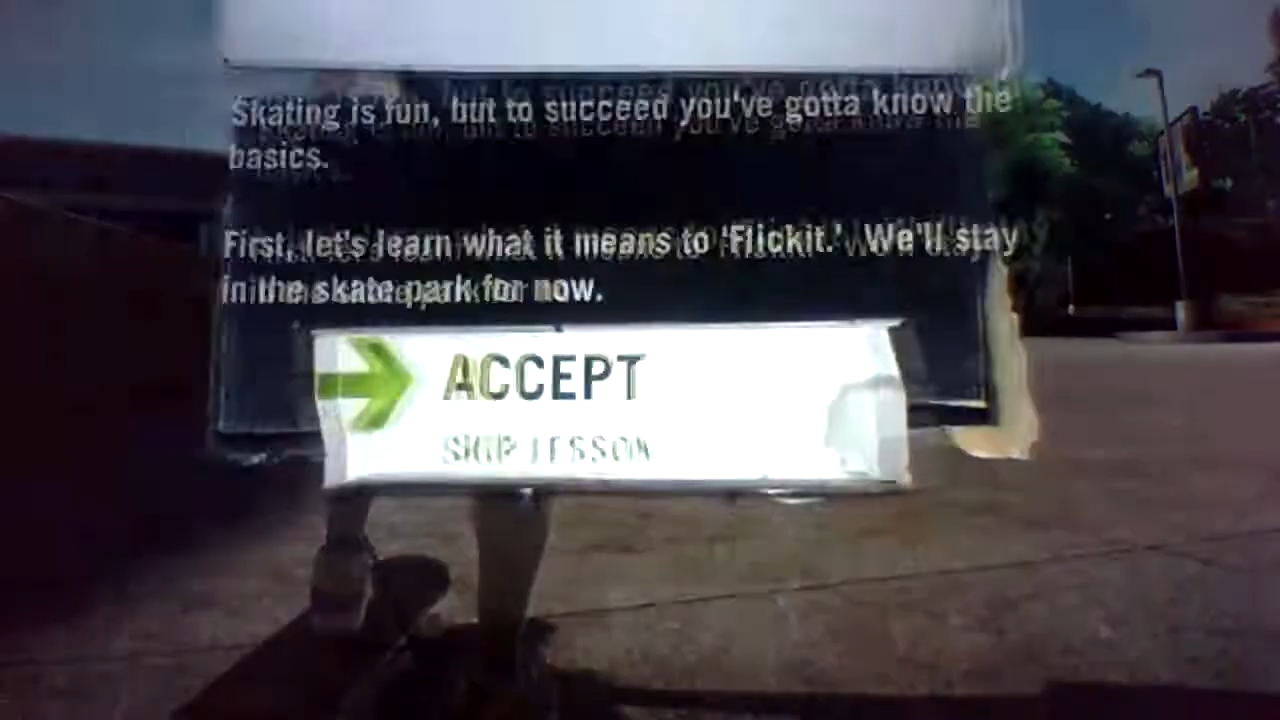 Skating is fun, but to succeed you've gotta know the
basics.
First, let's learn what it means to 'Flickit.' We'll stay
in the skate park for now.
ACCEPT
SKIP LESSON